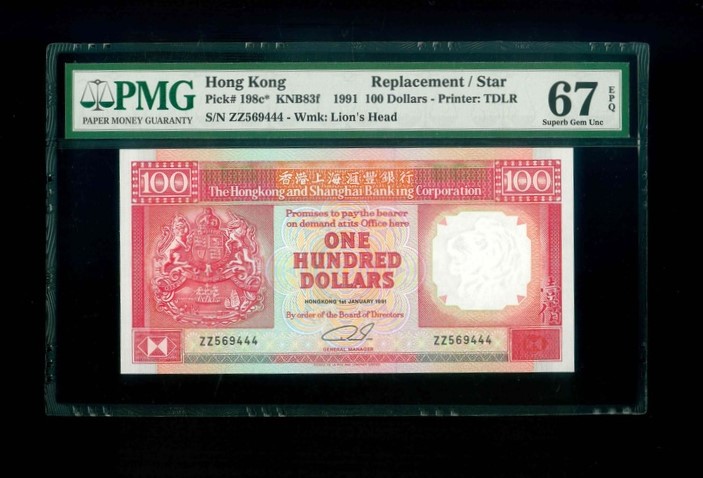 PMG
PAPER MONEY GUARANTY
Hong Kong Replacement / Star
Pick# 198c* KNB83f 1991 100 Dollars - Printer: TDLR
S/N ZZ569444 - Wmk: Lion's Head
67 EPQ
Superb Gem Unc
100 香港上海滙豐銀行 100
The Hongkong and Shanghai Banking Corporation
Promises to pay the bearer
on demand at its Office here
ONE
HUNDRED
DOLLARS
HONGKONG 1st JANUARY 1991
By order of the Board of Directors
ZZ569444 ZZ569444
GENERAL MANAGER